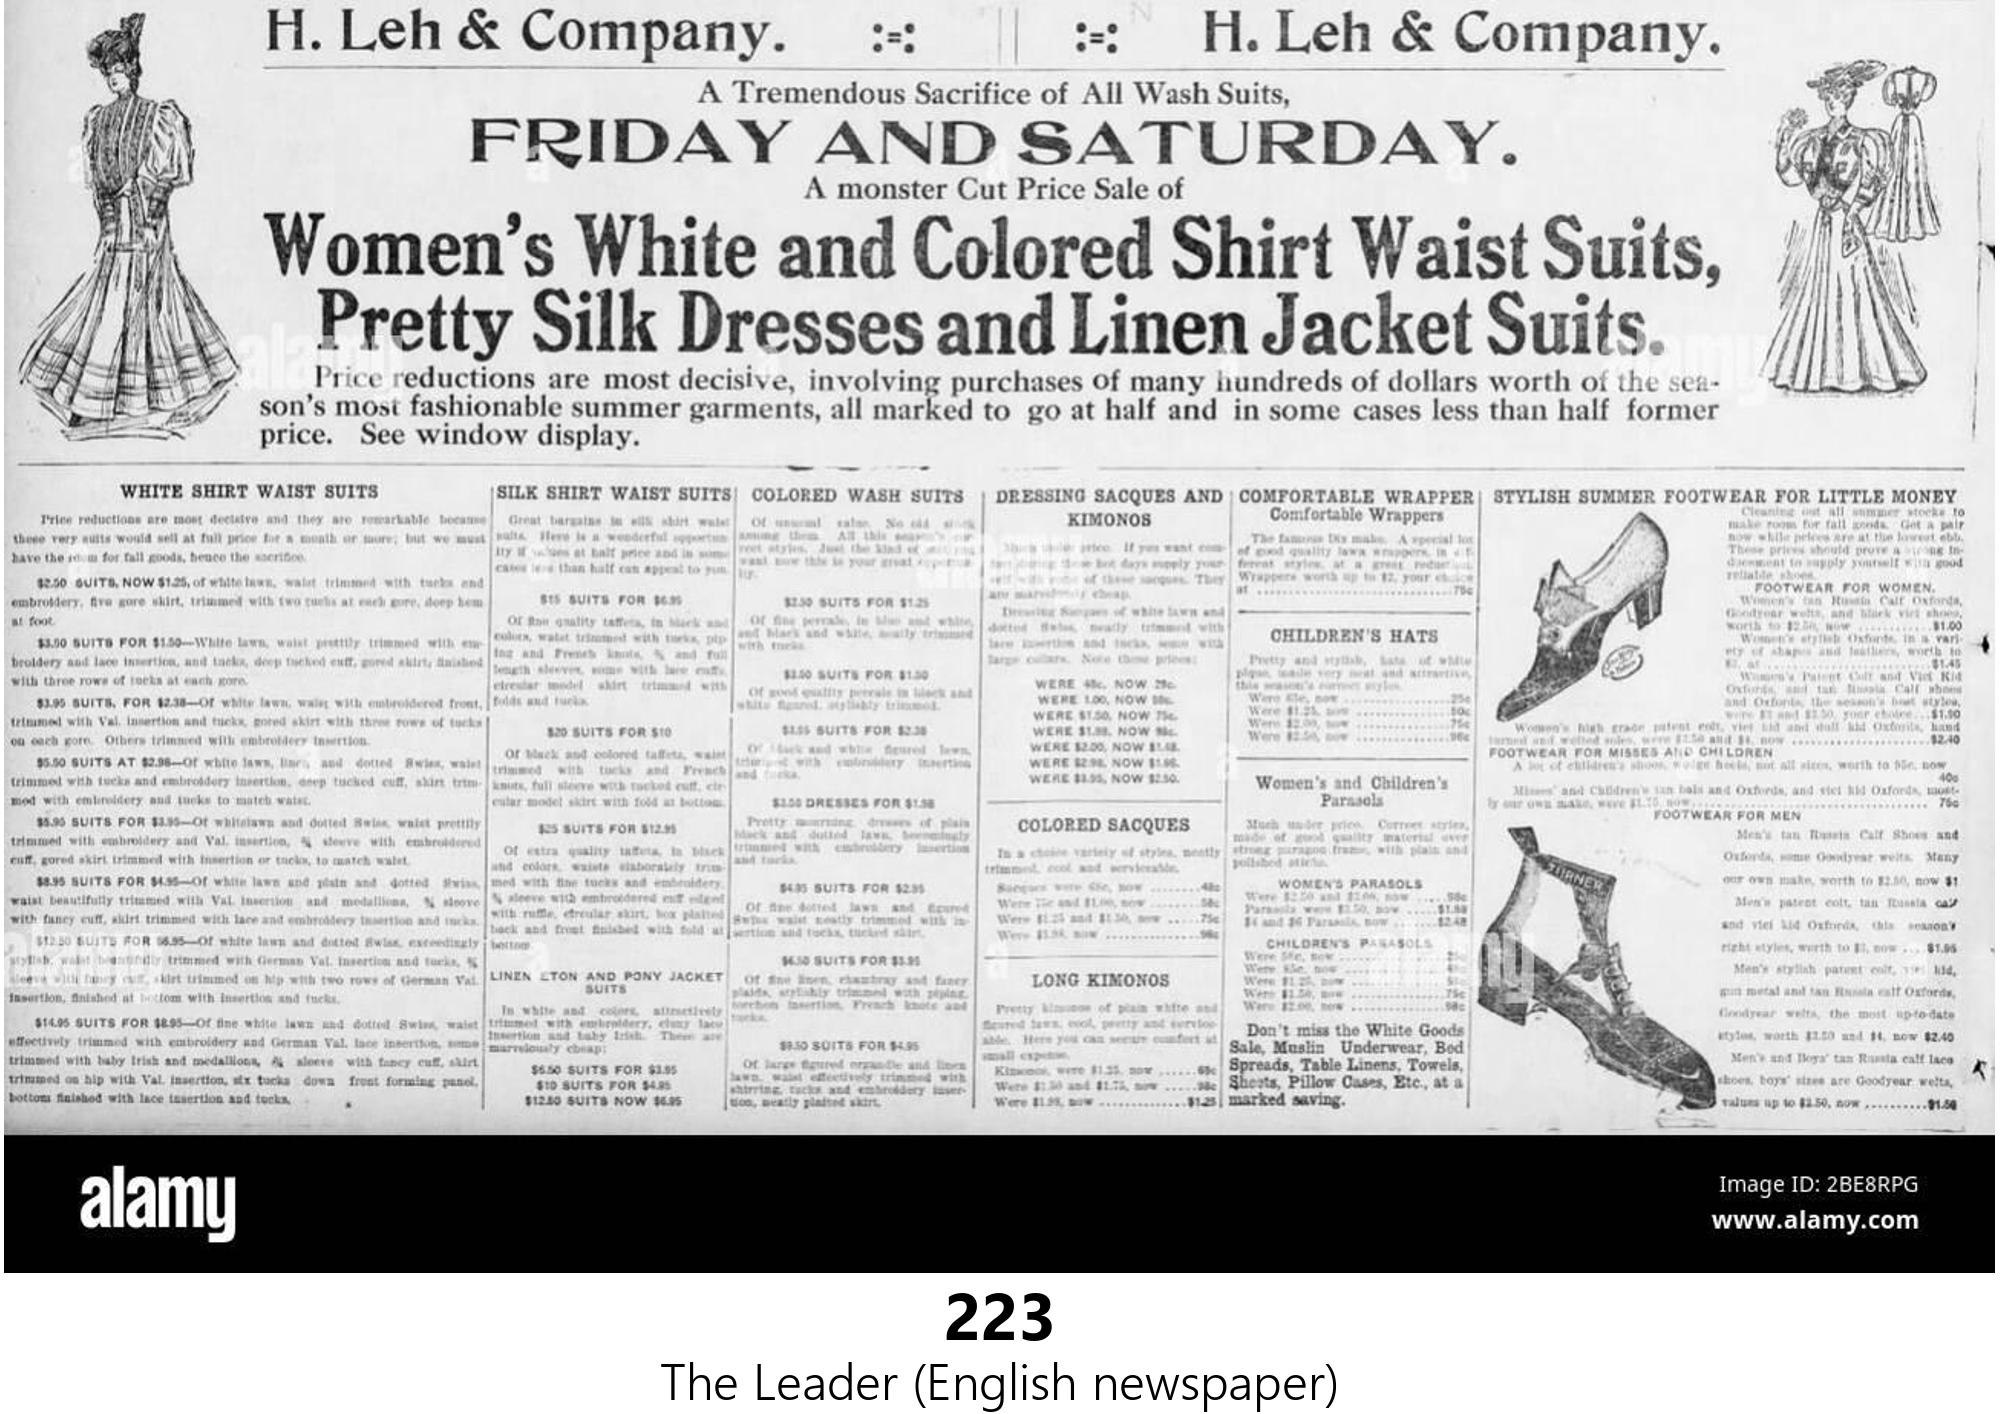 H. Leh & Company. :=: :=: H. Leh & Company.
A Tremendous Sacrifice of All Wash Suits,
FRIDAY AND SATURDAY.
A monster Cut Price Sale of
Women's White and Colored Shirt Waist Suits,
Pretty Silk Dresses and Linen Jacket Suits.
Price reductions are most decisive, involving purchases of many hundreds of dollars worth of the sea-
son's most fashionable summer garments, all marked to go at half and in some cases less than half former
price. See window display.
WHITE SHIRT WAIST SUITS
Price reductions are most decisive and they are remarkable because
these very suits would sell at full price for a month or more; but we must
have the room for fall goods, hence the sacrifice.
$2.50 SUITS, NOW $1.25, of white lawn, waist trimmed with tucks and
embroidery, five gore skirt, trimmed with two tucks at each gore, deep hem
at foot.
$3.50 SUITS FOR $1.50—White lawn, waist prettily trimmed with em-
broidery and lace insertion, and tucks, deep tucked cuff, gored skirt; finished
with three rows of tucks at each gore.
$3.95 SUITS, FOR $2.38—Of white lawn, waist with embroidered front,
trimmed with Val. insertion and tucks, gored skirt with three rows of tucks
on each gore. Others trimmed with embroidery insertion.
$5.50 SUITS AT $2.98—Of white lawn, linen and dotted Swiss, waist
trimmed with tucks and embroidery insertion, deep tucked cuff, skirt trim-
med with embroidery and tucks to match waist.
$5.95 SUITS FOR $3.95—Of white lawn and dotted Swiss, waist prettily
trimmed with embroidery and Val. insertion, ¾ sleeve with embroidered
cuff, gored skirt trimmed with insertion or tucks, to match waist.
$8.95 SUITS FOR $4.95—Of white lawn and plain and dotted Swiss,
waist beautifully trimmed with Val. insertion and medallions, ¾ sleeve
with fancy cuff, skirt trimmed with lace and embroidery insertion and tucks.
$12.50 SUITS FOR $6.95—Of white lawn and dotted Swiss, exceedingly
stylish, waist beautifully trimmed with German Val. insertion and tucks, ¾
sleeve with fancy cuff, skirt trimmed on hip with two rows of German Val.
insertion, finished at bottom with insertion and tucks.
$14.95 SUITS FOR $8.95—Of fine white lawn and dotted Swiss, waist
effectively trimmed with embroidery and German Val. lace insertion, some
trimmed with baby Irish and medallions, ¾ sleeve with fancy cuff, skirt
trimmed on hip with Val. insertion, six tucks down front forming panel,
bottom finished with lace insertion and tucks.
SILK SHIRT WAIST SUITS
Great bargains in silk shirt waist
suits. Here is a wonderful opportun-
ity if values at half price and in some
cases less than half can appeal to you.
$15 SUITS FOR $6.95
Of fine quality taffeta, in black and
colors, waist trimmed with tucks, pip-
ing and French knots, ¾ and full
length sleeves, some with lace cuffs,
circular model skirt trimmed with
folds and tucks.
$20 SUITS FOR $10
Of black and colored taffeta, waist
trimmed with tucks and French
knots, full sleeve with tucked cuff, cir-
cular model skirt with fold at bottom.
$25 SUITS FOR $12.95
Of extra quality taffeta, in black
and colors, waists elaborately trim-
med with fine tucks and embroidery,
¾ sleeve with embroidered cuff edged
with ruffle, circular skirt, box plaited
back and front finished with fold at
bottom.
LINEN ETON AND PONY JACKET
SUITS
In white and colors, attractively
trimmed with embroidery, cluny lace
insertion and baby Irish. These are
marvelously cheap:
$6.50 SUITS FOR $3.95
$10 SUITS FOR $4.95
$12.50 SUITS NOW $6.95
COLORED WASH SUITS
Of unusual value. No old stock
among them. All this season's cor-
rect styles. Just the kind of suit you
want now this is your great opportun-
ity.
$2.50 SUITS FOR $1.25
Of fine percale, in blue and white,
and black and white, neatly trimmed
with tucks.
$3.50 SUITS FOR $1.50
Of good quality percale in black and
white figured, stylishly trimmed.
$3.95 SUITS FOR $2.38
Of black and white figured lawn,
trimmed with embroidery insertion
and tucks.
$3.50 DRESSES FOR $1.98
Pretty mourning dresses of plain
black and dotted lawn, becomingly
trimmed with embroidery insertion
and tucks.
$4.95 SUITS FOR $2.95
Of fine dotted lawn and figured
Swiss waist neatly trimmed with in-
sertion and tucks, tucked skirt.
$6.50 SUITS FOR $3.95
Of fine linen, chambray and fancy
plaids, stylishly trimmed with piping,
torchon insertion, French knots and
tucks.
$9.50 SUITS FOR $4.95
Of large figured organdie and linen
lawn, waist effectively trimmed with
shirring, tucks and embroidery inser-
tion, neatly plaited skirt.
DRESSING SACQUES AND
KIMONOS
Much under price. If you want com-
fort during these hot days supply your-
self with some of these sacques. They
are marvelously cheap.
Dressing Sacques of white lawn and
dotted Swiss, neatly trimmed with
lace insertion and tucks, some with
large collars. Note these prices:
WERE 48c, NOW 29c.
WERE 1.00, NOW
WERE $1.50, NOW 75c.
WERE $1.98, NOW 98c.
WERE $2.00, NOW $1.48.
WERE $2.98, NOW $1.98.
WERE $3.95, NOW $2.50.
COLORED SACQUES
In a choice variety of styles, neatly
trimmed, cool and serviceable.
Sacques were 68c, now ........48c
Were 75c and $1.00, now ......58c
Were $1.25 and $1.50, now .....75c
Were $1.98, now .............98c
LONG KIMONOS
Pretty kimonos of plain white and
figured lawn, cool, pretty and service-
able. Here you can secure comfort at
small expense.
Kimonos, were $1.25, now .....69c
Were $1.50 and $1.75, now ....98c
Were $1.98, now ............$1.25
COMFORTABLE WRAPPER
Comfortable Wrappers
The famous Dix make. A special lot
of good quality lawn wrappers, in dif-
ferent styles, at a great reduction.
Wrappers worth up to $2, your choice
at ..............................75c
CHILDREN'S HATS
Pretty and stylish, hats of white
pique, made very neat and attractive,
this season's correct styles.
Were 65c, now ................25c
Were $1.25, now ..............50c
Were $2.00, now ..............75c
Were $2.50, now ..............98c
Women's and Children's
Parasols
Much under price. Correct styles,
made of good quality material over
strong paragon frame, with plain and
polished sticks.
WOMEN'S PARASOLS
Were $2.50 and $2.00, now .....98c
Parasols were $3.50, now .....$1.98
$4 and $6 Parasols, now .....$2.48
CHILDREN'S PARASOLS
Were now
Were now
Were $1.25, now
Were $1.50, now ..............75c
Were $2.00, now ..............98c
Don't miss the White Goods
Sale, Muslin Underwear, Bed
Spreads, Table Linens, Towels,
Sheets, Pillow Cases, Etc., at a
marked saving.
STYLISH SUMMER FOOTWEAR FOR LITTLE MONEY
Cleaning out all summer stocks to
make room for fall goods. Get a pair
now while prices are at the lowest ebb.
These prices should prove a strong in-
ducement to supply yourself with good
reliable shoes.
FOOTWEAR FOR WOMEN.
Women's tan Russia Calf Oxfords,
Goodyear welts, and black vici shoes,
worth to $2.50, now ............$1.00
Women's stylish Oxfords, in a vari-
ety of shapes and leathers, worth to
$2, at .........................$1.45
Women's Patent Colt and Vici Kid
Oxfords, and tan Russia Calf shoes
and Oxfords, the season's best styles,
were $3 and $3.50, your choice...$1.90
Women's high grade patent colt, vici kid and dull kid Oxfords, hand
turned and welted soles, were $3.50 and $4, now ..................$2.40
FOOTWEAR FOR MISSES AND CHILDREN
A lot of children's shoes, wedge heels, not all sizes, worth to 95c, now
40c
Misses' and Children's tan bals and Oxfords, and vici kid Oxfords, most-
ly our own make, were $1.75, now..........................75c
FOOTWEAR FOR MEN
Men's tan Russia Calf Shoes and
Oxfords, some Goodyear welts. Many
our own make, worth to $2.50, now $1
Men's patent colt, tan Russia calf
and vici kid Oxfords, this season's
right styles, worth to $3, now ... $1.95
Men's stylish patent colt, vici kid,
gun metal and tan Russia calf Oxfords,
Goodyear welts, the most up-to-date
styles, worth $3.50 and $4, now $2.40
Men's and Boys' tan Russia calf lace
shoes, boys' sizes are Goodyear welts,
values up to $2.50, now .........$1.50
alamy
Image ID: 2BE8RPG
www.alamy.com
223
The Leader (English newspaper)